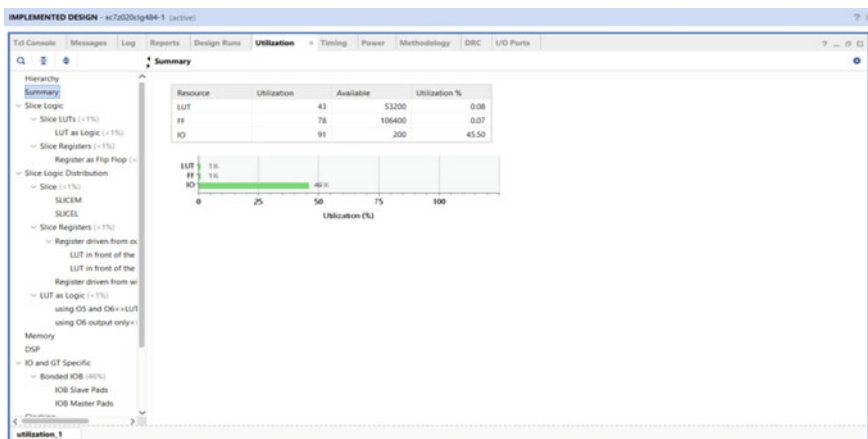 IMPLEMENTED DESIGN - xc7z020clg484-1 (active)
Tcl Console Messages Log Reports Design Runs Utilization × Timing Power Methodology DRC I/O Ports
Summary
Hierarchy
Summary
Slice Logic
Slice LUTs (<1%)
LUT as Logic (<1%)
Slice Registers (<1%)
Register as Flip Flop (<
Slice Logic Distribution
Slice (<1%)
SLICEM
SLICEL
Slice Registers (<1%)
Register driven from ou
LUT in front of the
LUT in front of the
Register driven from wi
LUT as Logic (<1%)
using O5 and O6<>LUT
using O6 output only<
Memory
DSP
IO and GT Specific
Bonded IOB (46%)
IOB Slave Pads
IOB Master Pads
Resource Utilization Available Utilization %
LUT 43 53200 0.08
FF 78 106400 0.07
IO 91 200 45.50
LUT 1%
FF 1%
IO 46%
0 25 50 75 100
Utilization (%)
utilization_1